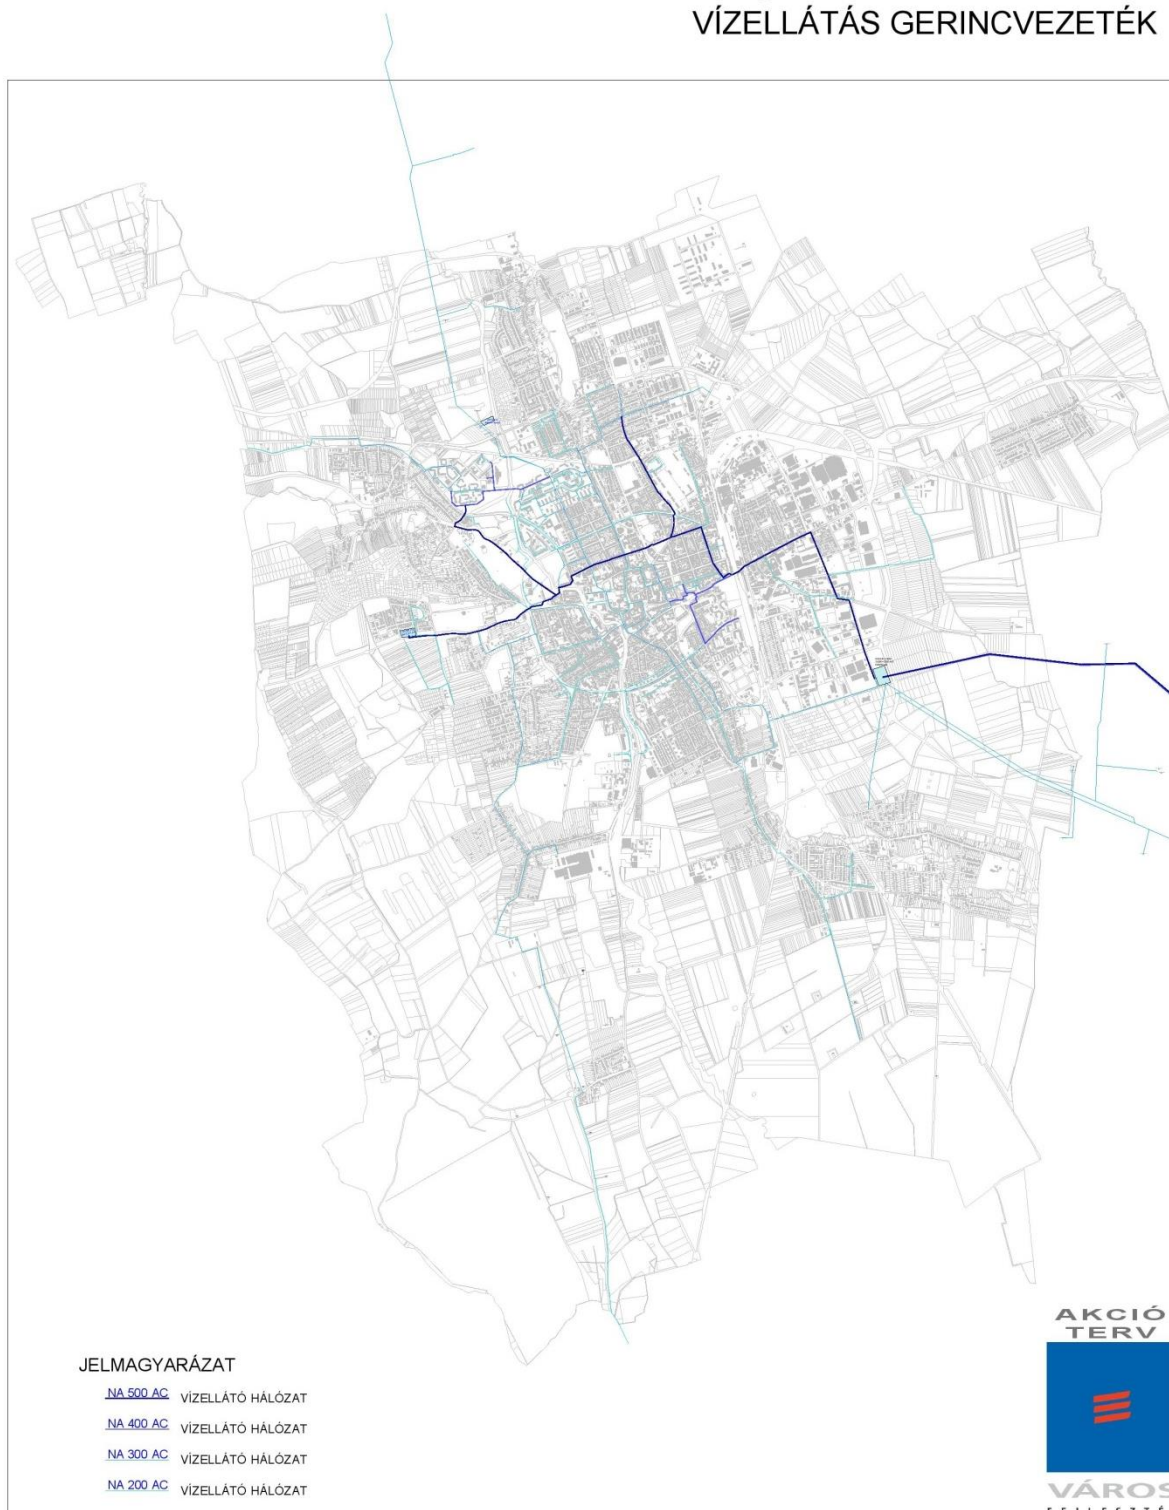 VÍZELLÁTÁS GERINCVEZETÉK
JELMAGYARÁZAT
NA 500 AC VÍZELLÁTÓ HÁLÓZAT
NA 400 AC VÍZELLÁTÓ HÁLÓZAT
NA 300 AC VÍZELLÁTÓ HÁLÓZAT
NA 200 AC VÍZELLÁTÓ HÁLÓZAT
AKCIÓ
TERV
VÁROS